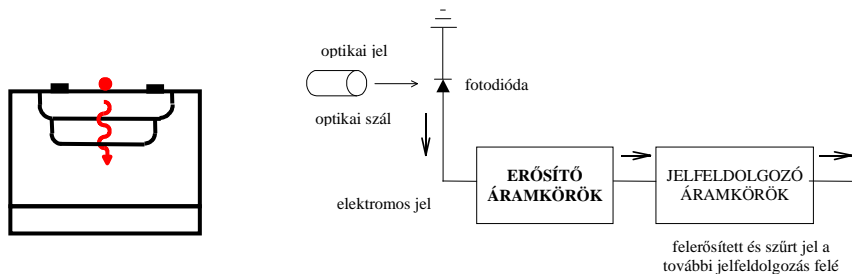 optikai jel
fotodióda
optikai szál
elektromos jel
ERŐSÍTŐ
ÁRAMKÖRÖK
JELFELDOLGOZÓ
ÁRAMKÖRÖK
felerősített és szűrt jel a
további jelfeldolgozás felé